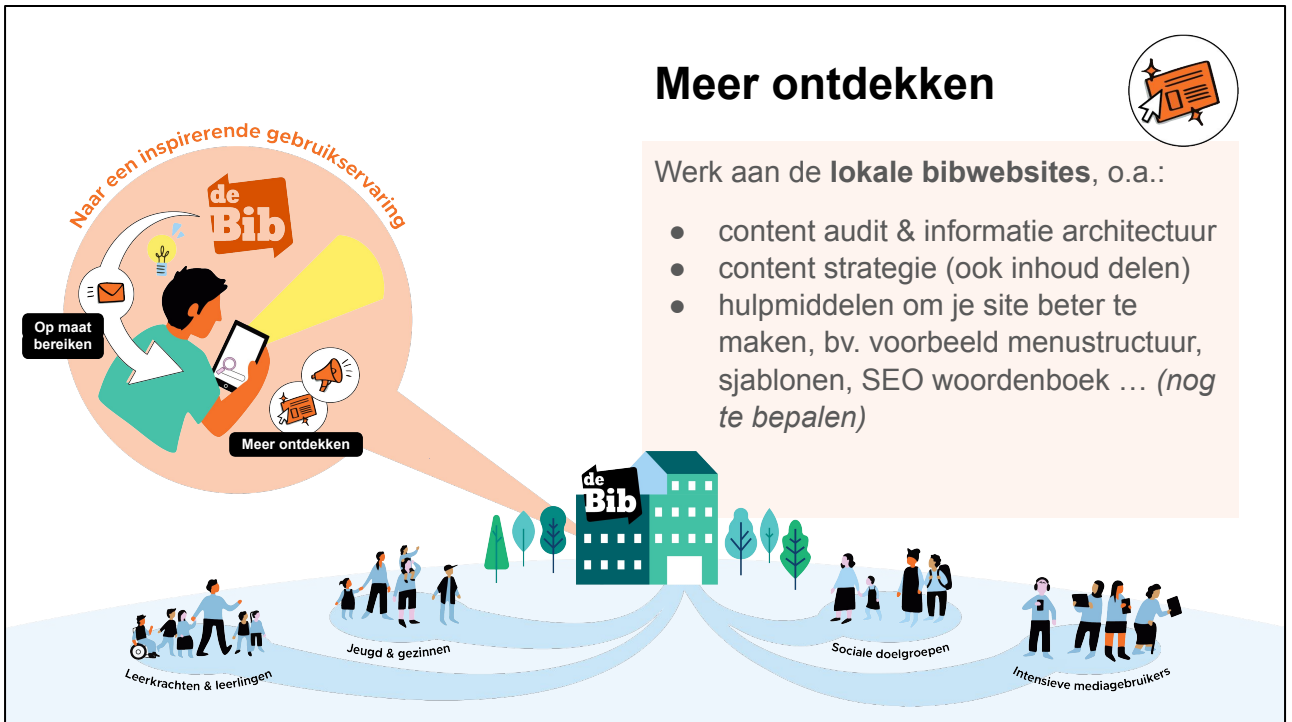 Meer ontdekken
Werk aan de lokale bibwebsites, o.a.:
● content audit & informatie architectuur
● content strategie (ook inhoud delen)
● hulpmiddelen om je site beter te
maken, bv. voorbeeld menustructuur,
sjablonen, SEO woordenboek … (nog
te bepalen)
Naar een inspirerende gebruikservaring
de
Bib
Op maat
bereiken
Meer ontdekken
de
Bib
Leerkrachten & leerlingen
Jeugd & gezinnen
Sociale doelgroepen
Intensieve mediagebruikers